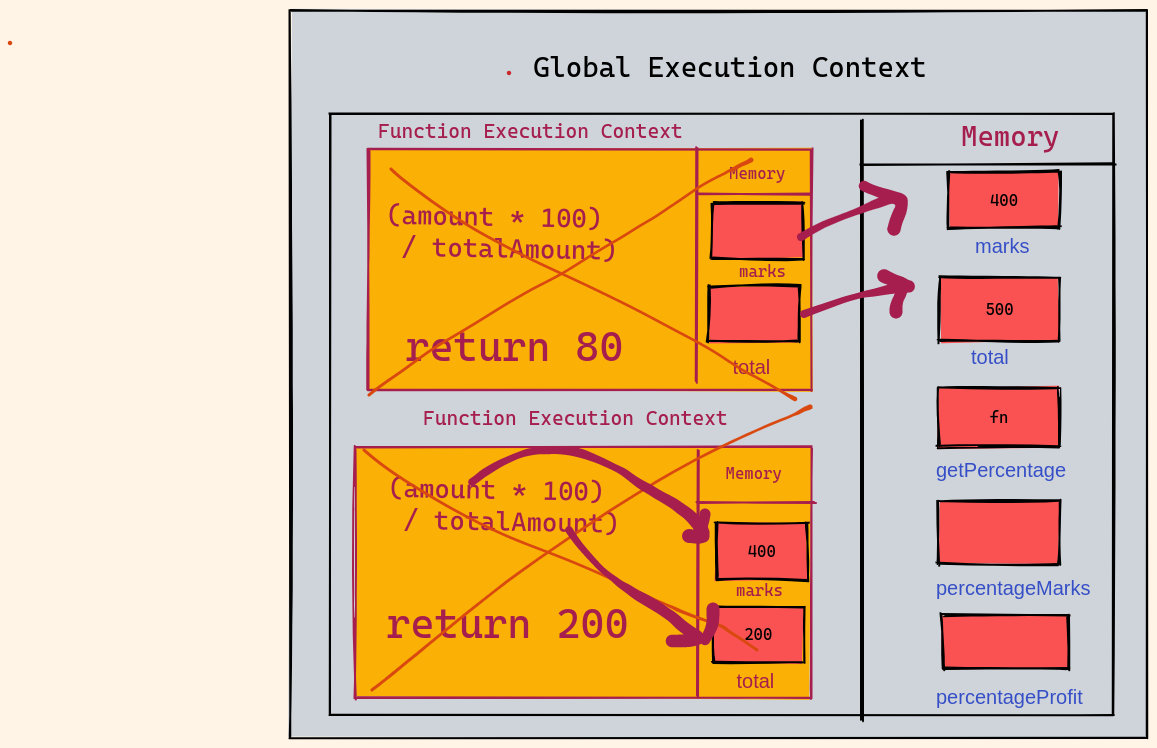 Global Execution Context
Function Execution Context
Memory
(amount * 100)
/ totalAmount)
return 80
marks
total
Function Execution Context
Memory
(amount * 100)
/ totalAmount)
return 200
400
marks
200
total
Memory
400
marks
500
total
fn
getPercentage
percentageMarks
percentageProfit